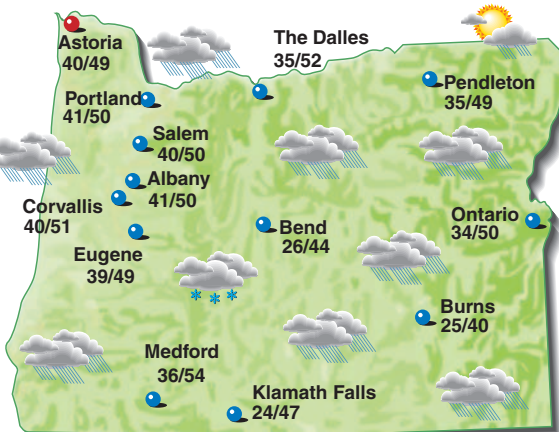 Astoria
40/49
The Dalles
35/52
Pendleton
35/49
Portland
41/50
Salem
40/50
Albany
41/50
Corvallis
40/51
Ontario
34/50
Bend
26/44
Eugene
39/49
Burns
25/40
Medford
36/54
Klamath Falls
24/47